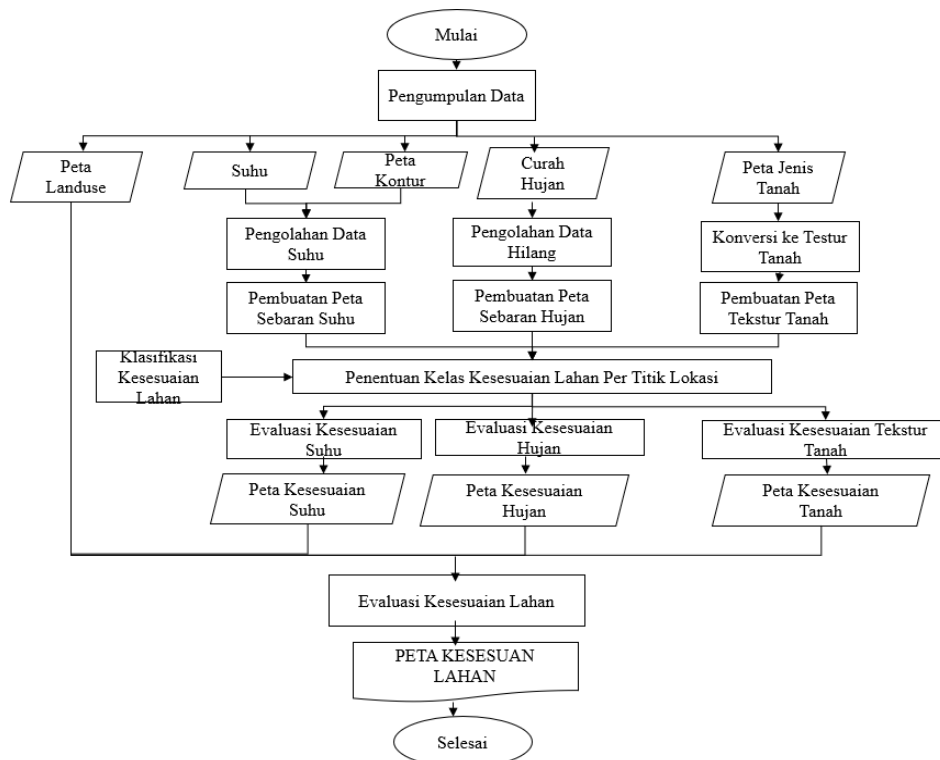 Mulai
Pengumpulan Data
Peta
Landuse
Suhu
Peta
Kontur
Curah
Hujan
Peta Jenis
Tanah
Pengolahan Data
Suhu
Pengolahan Data
Hilang
Konversi ke Testur
Tanah
Pembuatan Peta
Sebaran Suhu
Pembuatan Peta
Sebaran Hujan
Pembuatan Peta
Tekstur Tanah
Klasifikasi
Kesesuaian
Lahan
Penentuan Kelas Kesesuaian Lahan Per Titik Lokasi
Evaluasi Kesesuaian
Suhu
Evaluasi Kesesuaian
Hujan
Evaluasi Kesesuaian Tekstur
Tanah
Peta Kesesuaian
Suhu
Peta Kesesuaian
Hujan
Peta Kesesuaian
Tanah
Evaluasi Kesesuaian Lahan
PETA KESESUAN
LAHAN
Selesai